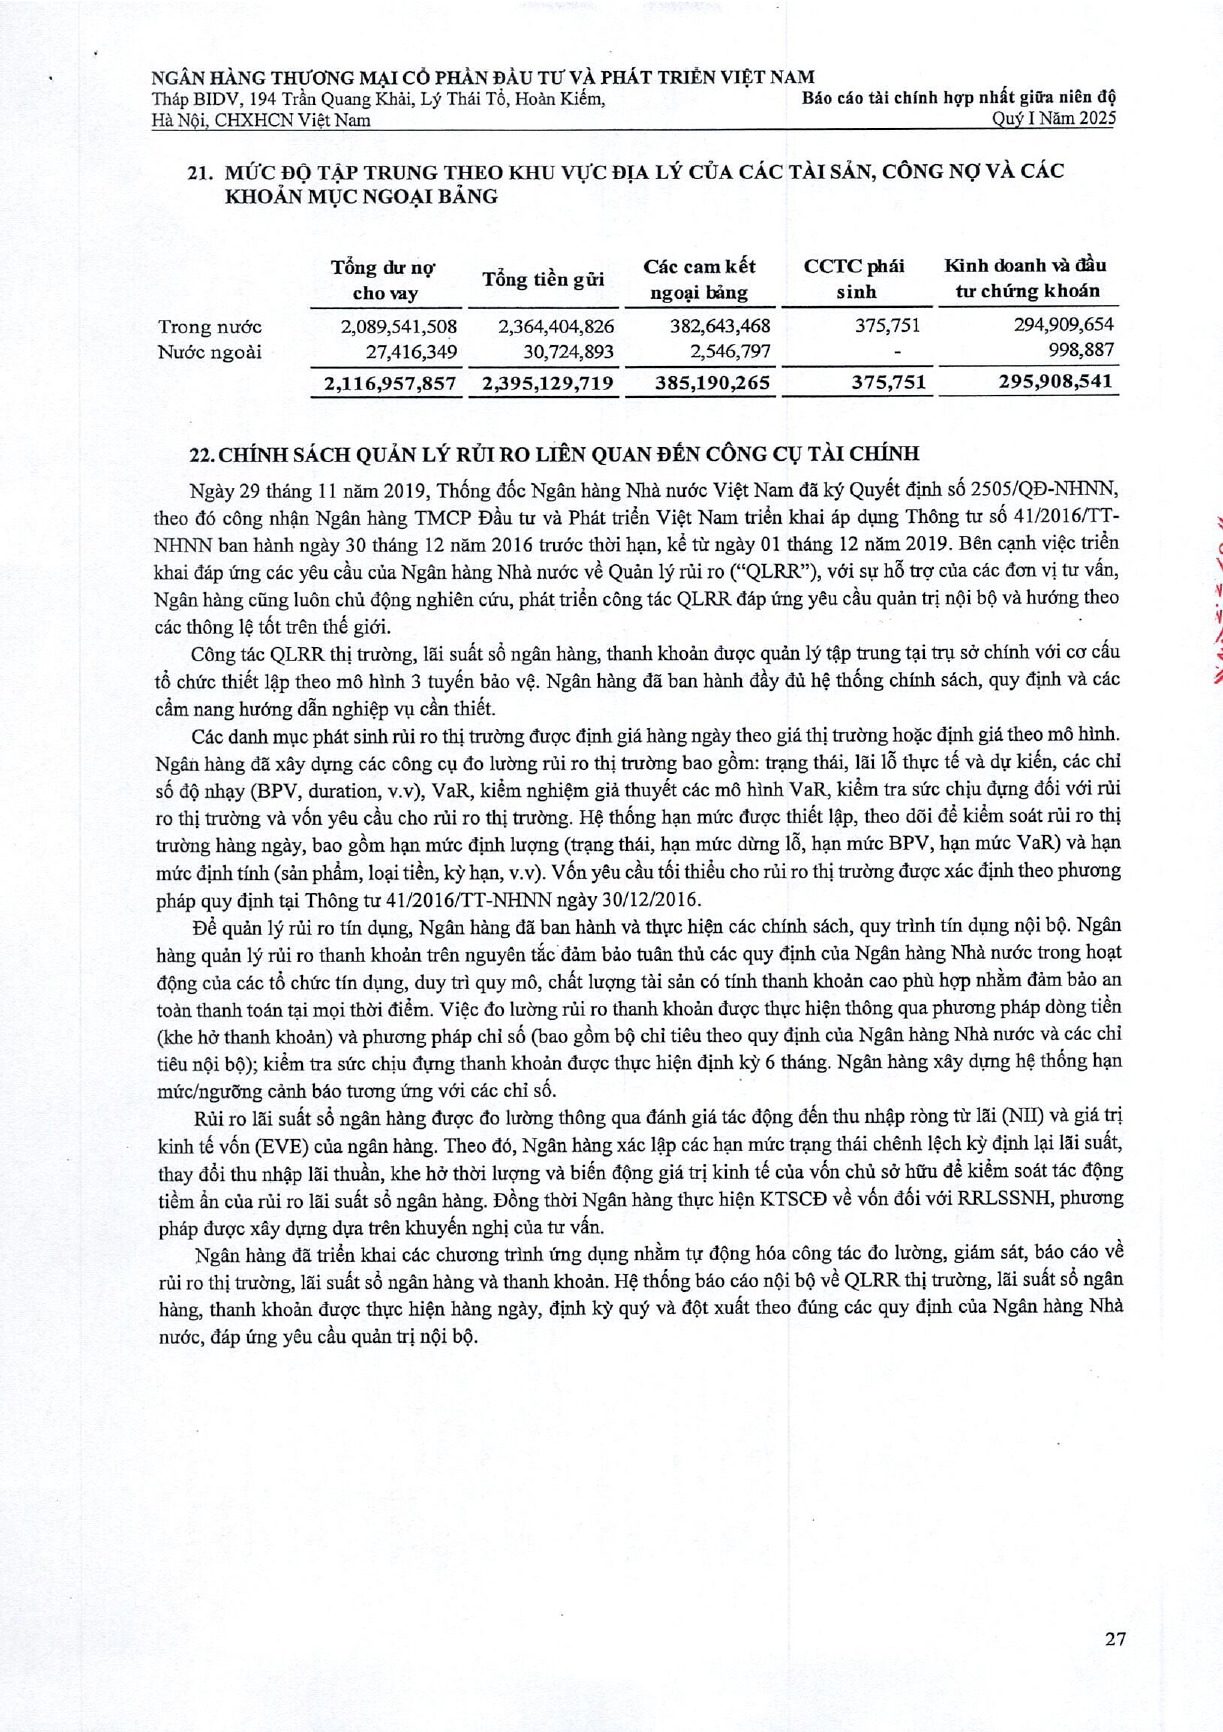 NGÂN HÀNG THƯƠNG MẠI CỔ PHẦN ĐẦU TƯ VÀ PHÁT TRIỂN VIỆT NAM
Tháp BIDV, 194 Trần Quang Khải, Lý Thái Tổ, Hoàn Kiếm, Báo cáo tài chính hợp nhất giữa niên độ
Hà Nội, CHXHCN Việt Nam Quý I Năm 2025
21. MỨC ĐỘ TẬP TRUNG THEO KHU VỰC ĐỊA LÝ CỦA CÁC TÀI SẢN, CÔNG NỢ VÀ CÁC
KHOẢN MỤC NGOẠI BẢNG
Tổng dư nợ cho vay Tổng tiền gửi Các cam kết ngoại bảng CCTC phái sinh Kinh doanh và đầu tư chứng khoán
Trong nước 2,089,541,508 2,364,404,826 382,643,468 375,751 294,909,654
Nước ngoài 27,416,349 30,724,893 2,546,797 - 998,887
2,116,957,857 2,395,129,719 385,190,265 375,751 295,908,541
22. CHÍNH SÁCH QUẢN LÝ RỦI RO LIÊN QUAN ĐẾN CÔNG CỤ TÀI CHÍNH
Ngày 29 tháng 11 năm 2019, Thống đốc Ngân hàng Nhà nước Việt Nam đã ký Quyết định số 2505/QĐ-NHNN,
theo đó công nhận Ngân hàng TMCP Đầu tư và Phát triển Việt Nam triển khai áp dụng Thông tư số 41/2016/TT-
NHNN ban hành ngày 30 tháng 12 năm 2016 trước thời hạn, kể từ ngày 01 tháng 12 năm 2019. Bên cạnh việc triển
khai đáp ứng các yêu cầu của Ngân hàng Nhà nước về Quản lý rủi ro (“QLRR”), với sự hỗ trợ của các đơn vị tư vấn,
Ngân hàng cũng luôn chủ động nghiên cứu, phát triển công tác QLRR đáp ứng yêu cầu quản trị nội bộ và hướng theo
các thông lệ tốt trên thế giới.
Công tác QLRR thị trường, lãi suất sổ ngân hàng, thanh khoản được quản lý tập trung tại trụ sở chính với cơ cấu
tổ chức thiết lập theo mô hình 3 tuyến bảo vệ. Ngân hàng đã ban hành đầy đủ hệ thống chính sách, quy định và các
cẩm nang hướng dẫn nghiệp vụ cần thiết.
Các danh mục phát sinh rủi ro thị trường được định giá hàng ngày theo giá thị trường hoặc định giá theo mô hình.
Ngân hàng đã xây dựng các công cụ đo lường rủi ro thị trường bao gồm: trạng thái, lãi lỗ thực tế và dự kiến, các chỉ
số độ nhạy (BPV, duration, v.v), VaR, kiểm nghiệm giả thuyết các mô hình VaR, kiểm tra sức chịu đựng đối với rủi
ro thị trường và vốn yêu cầu cho rủi ro thị trường. Hệ thống hạn mức được thiết lập, theo dõi để kiểm soát rủi ro thị
trường hàng ngày, bao gồm hạn mức định lượng (trạng thái, hạn mức dừng lỗ, hạn mức BPV, hạn mức VaR) và hạn
mức định tính (sản phẩm, loại tiền, kỳ hạn, v.v). Vốn yêu cầu tối thiểu cho rủi ro thị trường được xác định theo phương
pháp quy định tại Thông tư 41/2016/TT-NHNN ngày 30/12/2016.
Để quản lý rủi ro tín dụng, Ngân hàng đã ban hành và thực hiện các chính sách, quy trình tín dụng nội bộ. Ngân
hàng quản lý rủi ro thanh khoản trên nguyên tắc đảm bảo tuân thủ các quy định của Ngân hàng Nhà nước trong hoạt
động của các tổ chức tín dụng, duy trì quy mô, chất lượng tài sản có tính thanh khoản cao phù hợp nhằm đảm bảo an
toàn thanh toán tại mọi thời điểm. Việc đo lường rủi ro thanh khoản được thực hiện thông qua phương pháp dòng tiền
(khe hở thanh khoản) và phương pháp chỉ số (bao gồm bộ chỉ tiêu theo quy định của Ngân hàng Nhà nước và các chỉ
tiêu nội bộ); kiểm tra sức chịu đựng thanh khoản được thực hiện định kỳ 6 tháng. Ngân hàng xây dựng hệ thống hạn
mức/ngưỡng cảnh báo tương ứng với các chỉ số.
Rủi ro lãi suất sổ ngân hàng được đo lường thông qua đánh giá tác động đến thu nhập ròng từ lãi (NII) và giá trị
kinh tế vốn (EVE) của ngân hàng. Theo đó, Ngân hàng xác lập các hạn mức trạng thái chênh lệch kỳ định lại lãi suất,
thay đổi thu nhập lãi thuần, khe hở thời lượng và biến động giá trị kinh tế của vốn chủ sở hữu để kiểm soát tác động
tiềm ẩn của rủi ro lãi suất sổ ngân hàng. Đồng thời Ngân hàng thực hiện KTSCĐ về vốn đối với RRLSSNH, phương
pháp được xây dựng dựa trên khuyến nghị của tư vấn.
Ngân hàng đã triển khai các chương trình ứng dụng nhằm tự động hóa công tác đo lường, giám sát, báo cáo về
rủi ro thị trường, lãi suất sổ ngân hàng và thanh khoản. Hệ thống báo cáo nội bộ về QLRR thị trường, lãi suất sổ ngân
hàng, thanh khoản được thực hiện hàng ngày, định kỳ quý và đột xuất theo đúng các quy định của Ngân hàng Nhà
nước, đáp ứng yêu cầu quản trị nội bộ.
27